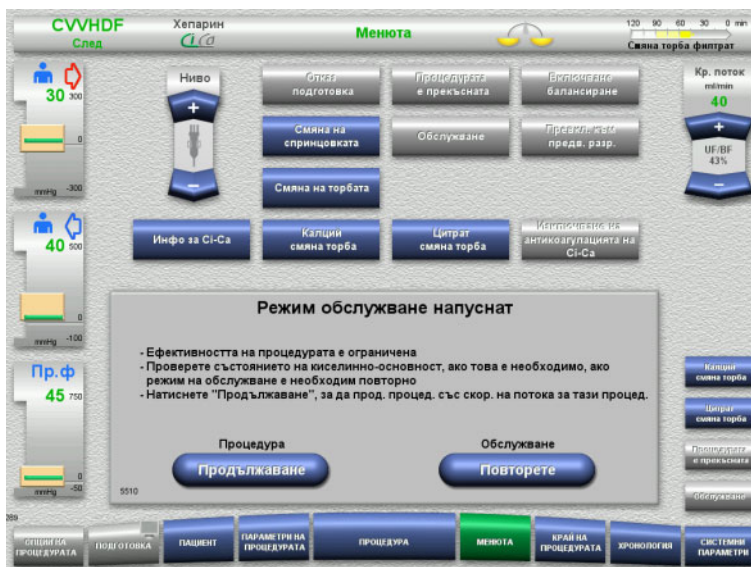 CVVHDF
След
Хепарин
Ci Ca
Менюта
120 90 60 30 0 min
Смяна торба филтрат
30
300
0
mmHg -300
40
500
0
mmHg -100
Пр.ф
45
750
0
mmHg -50
Ниво
+
−
Отказ
подготовка
Процедурата
е прекъсната
Включване
балансиране
Смяна на
спринцовката
Обслужване
Превкл. към
предв. разр.
Смяна на торбата
Инфо за Ci-Ca
Калции
смяна торба
Цитрат
смяна торба
Изключване на
антикоагулацията на
Ci-Ca
Кр. поток
ml/min
40
+
UF/BF
43%
−
Режим обслужване напуснат
- Ефективността на процедурата е ограничена
- Проверете състоянието на киселинно-основност, ако това е необходимо, ако
режим на обслужване е необходим повторно
- Натиснете "Продължаване", за да прод. процед. със скор. на потока за тази процед.
Процедура
Продължаване
Обслужване
Повторете
5510
Калции
смяна торба
Цитрат
смяна торба
Процедурата
е прекъсната
Обслужване
ОПЦИИ НА
ПРОЦЕДУРАТА
ПОДГОТОВКА
ПАЦИЕНТ
ПАРАМЕТРИ НА
ПРОЦЕДУРАТА
ПРОЦЕДУРА
МЕНЮТА
КРАЙ НА
ПРОЦЕДУРАТА
ХРОНОЛОГИЯ
СИСТЕМНИ
ПАРАМЕТРИ